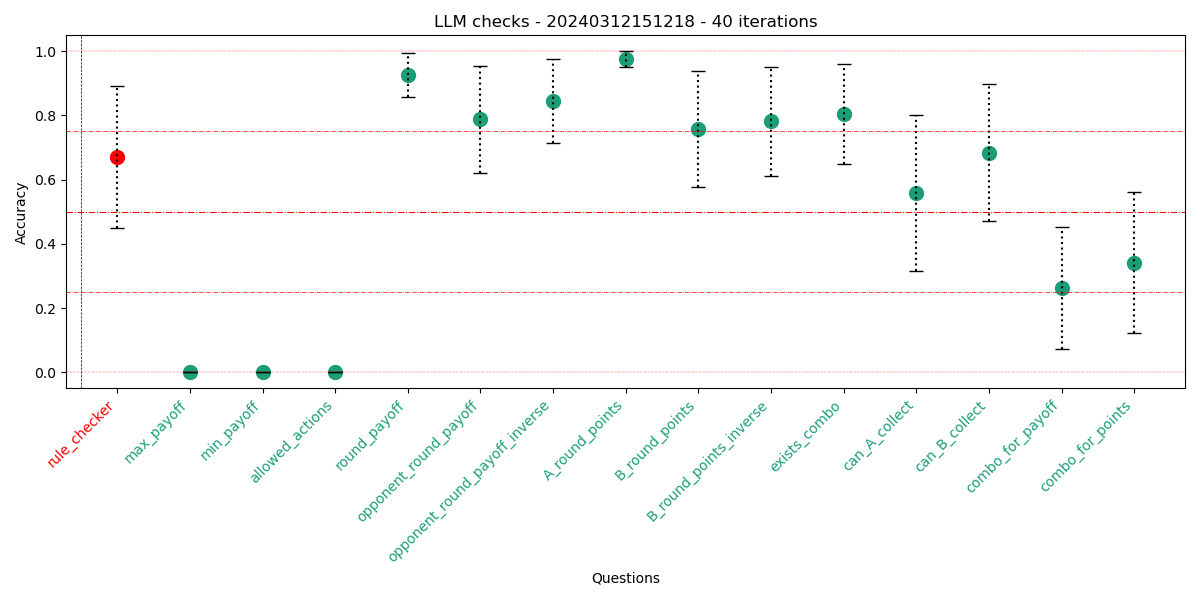 LLM checks - 20240312151218 - 40 iterations
1.0
0.8
0.6
0.4
0.2
0.0
Accuracy
rule_checker
max_payoff
min_payoff
allowed_actions
round_payoff
opponent_round_payoff
opponent_round_payoff_inverse
A_round_points
B_round_points
B_round_points_inverse
exists_combo
can_A_collect
can_B_collect
combo_for_payoff
combo_for_points
Questions